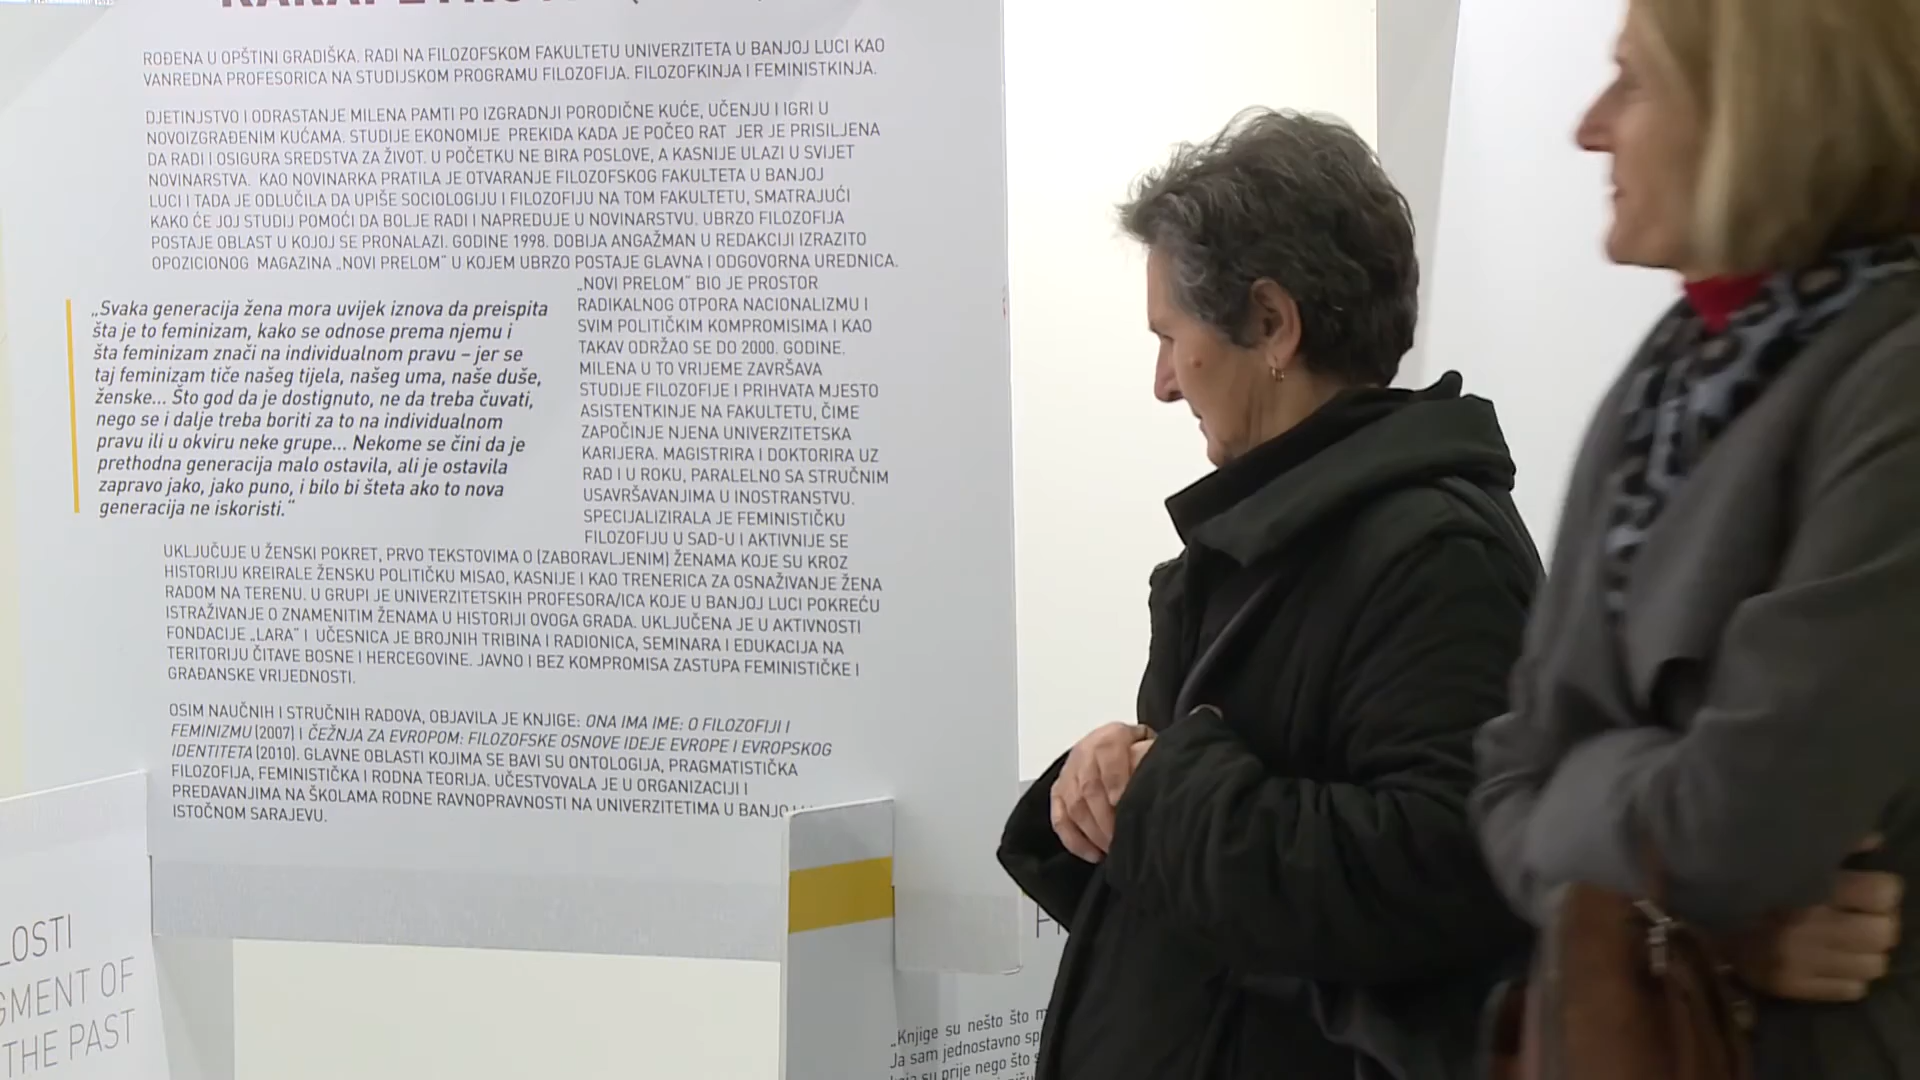 ROĐENA U OPŠTINI GRADIŠKA. RADI NA FILOZOFSKOM FAKULTETU UNIVERZITETA U BANJOJ LUCI KAO
VANREDNA PROFESORICA NA STUDIJSKOM PROGRAMU FILOZOFIJA. FILOZOFKINJA I FEMINISTKINJA.
DJETINJSTVO I ODRASTANJE MILENA PAMTI PO IZGRADNJI PORODIČNE KUĆE, UČENJU I IGRI U
NOVOIZGRAĐENIM KUĆAMA. STUDIJE EKONOMIJE PREKIDA KADA JE POČEO RAT JER JE PRISILJENA
DA RADI I OSIGURA SREDSTVA ZA ŽIVOT. U POČETKU NE BIRA POSLOVE, A KASNIJE ULAZI U SVIJET
NOVINARSTVA. KAO NOVINARKA PRATILA JE OTVARANJE FILOZOFSKOG FAKULTETA U BANJOJ
LUCI I TADA JE ODLUČILA DA UPIŠE SOCIOLOGIJU I FILOZOFIJU NA TOM FAKULTETU, SMATRAJUĆI
KAKO ĆE JOJ STUDIJ POMOĆI DA BOLJE RADI I NAPREDUJE U NOVINARSTVU. UBRZO FILOZOFIJA
POSTAJE OBLAST U KOJOJ SE PRONALAZI. GODINE 1998. DOBIJA ANGAŽMAN U REDAKCIJI IZRAZITO
OPOZICIONOG MAGAZINA „NOVI PRELOM“ U KOJEM UBRZO POSTAJE GLAVNA I ODGOVORNA UREDNICA.
„NOVI PRELOM“ BIO JE PROSTOR
RADIKALNOG OTPORA NACIONALIZMU I
SVIM POLITIČKIM KOMPROMISIMA I KAO
TAKAV ODRŽAO SE DO 2000. GODINE.
MILENA U TO VRIJEME ZAVRŠAVA
STUDIJE FILOZOFIJE I PRIHVATA MJESTO
ASISTENTKINJE NA FAKULTETU, ČIME
ZAPOČINJE NJENA UNIVERZITETSKA
KARIJERA. MAGISTRIRA I DOKTORIRA UZ
RAD I U ROKU, PARALELNO SA STRUČNIM
USAVRŠAVANJIMA U INOSTRANSTVU.
SPECIJALIZIRALA JE FEMINISTIČKU
FILOZOFIJU U SAD-U I AKTIVNIJE SE
„Svaka generacija žena mora uvijek iznova da preispita
šta je to feminizam, kako se odnose prema njemu i
šta feminizam znači na individualnom pravu – jer se
taj feminizam tiče našeg tijela, našeg uma, naše duše,
ženske... Što god da je dostignuto, ne da treba čuvati,
nego se i dalje treba boriti za to na individualnom
pravu ili u okviru neke grupe... Nekome se čini da je
prethodna generacija malo ostavila, ali je ostavila
zapravo jako, jako puno, i bilo bi šteta ako to nova
generacija ne iskoristi.“
UKLJUČUJE U ŽENSKI POKRET, PRVO TEKSTOVIMA O (ZABORAVLJENIM) ŽENAMA KOJE SU KROZ
HISTORIJU KREIRALE ŽENSKU POLITIČKU MISAO, KASNIJE I KAO TRENERICA ZA OSNAŽIVANJE ŽENA
RADOM NA TERENU. U GRUPI JE UNIVERZITETSKIH PROFESORA/ICA KOJE U BANJOJ LUCI POKREĆU
ISTRAŽIVANJE O ZNAMENITIM ŽENAMA U HISTORIJI OVOGA GRADA. UKLJUČENA JE U AKTIVNOSTI
FONDACIJE „LARA“ I UČESNICA JE BROJNIH TRIBINA I RADIONICA, SEMINARA I EDUKACIJA NA
TERITORIJU ČITAVE BOSNE I HERCEGOVINE. JAVNO I BEZ KOMPROMISA ZASTUPA FEMINISTIČKE I
GRAĐANSKE VRIJEDNOSTI.
OSIM NAUČNIH I STRUČNIH RADOVA, OBJAVILA JE KNJIGE: ONA IMA IME: O FILOZOFIJI I
FEMINIZMU (2007) I ČEŽNJA ZA EVROPOM: FILOZOFSKE OSNOVE IDEJE EVROPE I EVROPSKOG
IDENTITETA (2010). GLAVNE OBLASTI KOJIMA SE BAVI SU ONTOLOGIJA, PRAGMATISTIČKA
FILOZOFIJA, FEMINISTIČKA I RODNA TEORIJA. UČESTVOVALA JE U ORGANIZACIJI I
PREDAVANJIMA NA ŠKOLAMA RODNE RAVNOPRAVNOSTI NA UNIVERZITETIMA U
ISTOČNOM SARAJEVU.
LOSTI
GMENT OF
THE PAST
„Knjige su nešto što
Ja sam jednostavno
su prije nego što